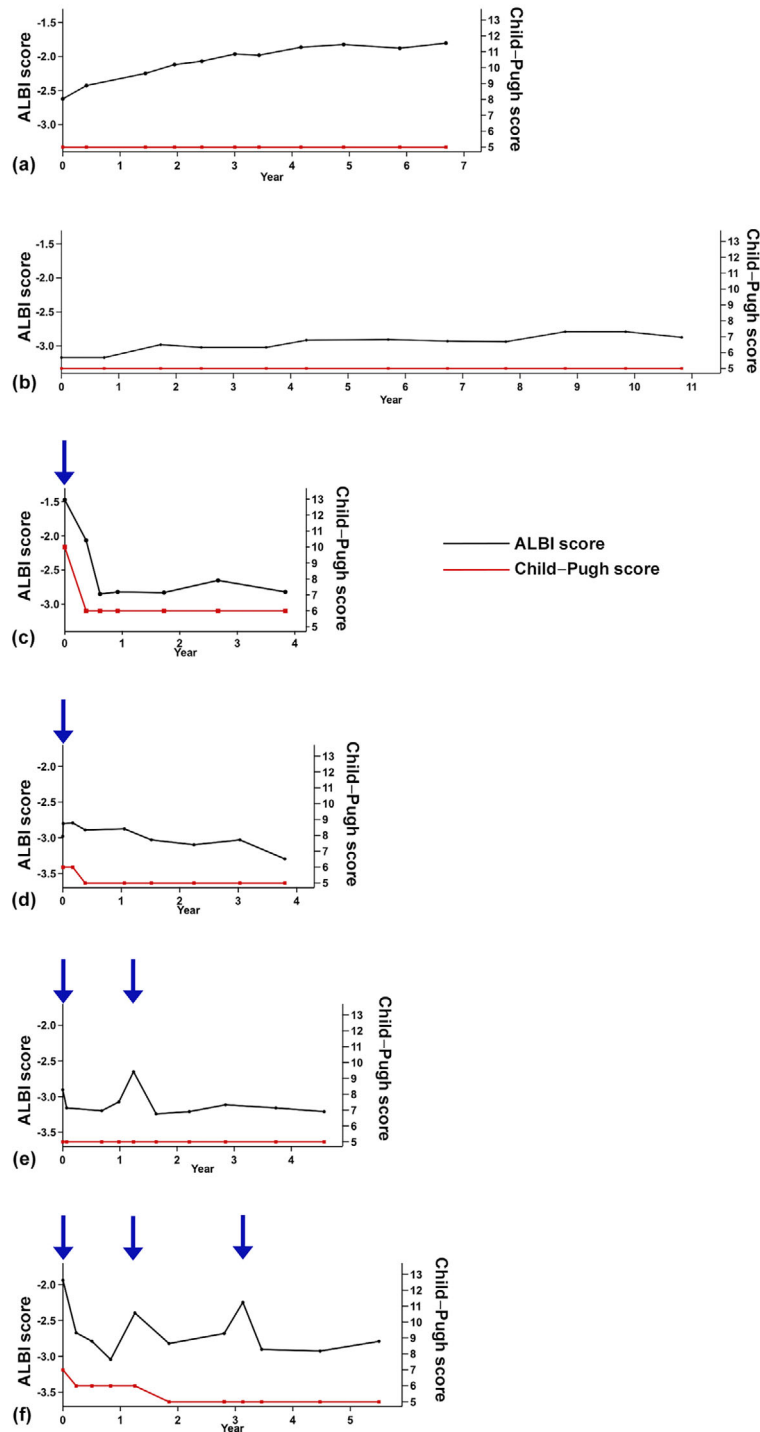 ALBI score
-1.5
-2.0
-2.5
-3.0
Child–Pugh score
13
12
11
10
9
8
7
6
5
0 1 2 3 4 5 6 7
Year
(a)
ALBI score
-1.5
-2.0
-2.5
-3.0
Child–Pugh score
13
12
11
10
9
8
7
6
5
0 1 2 3 4 5 6 7 8 9 10 11
Year
(b)
ALBI score
-1.5
-2.0
-2.5
-3.0
Child–Pugh score
13
12
11
10
9
8
7
6
5
0 1 2 3 4
Year
(c)
ALBI score
Child–Pugh score
ALBI score
-2.0
-2.5
-3.0
-3.5
Child–Pugh score
13
12
11
10
9
8
7
6
5
0 1 2 3 4
Year
(d)
ALBI score
-2.0
-2.5
-3.0
-3.5
Child–Pugh score
13
12
11
10
9
8
7
6
5
0 1 2 3 4
Year
(e)
ALBI score
-2.0
-2.5
-3.0
-3.5
Child–Pugh score
13
12
11
10
9
8
7
6
5
0 1 2 3 4 5
Year
(f)